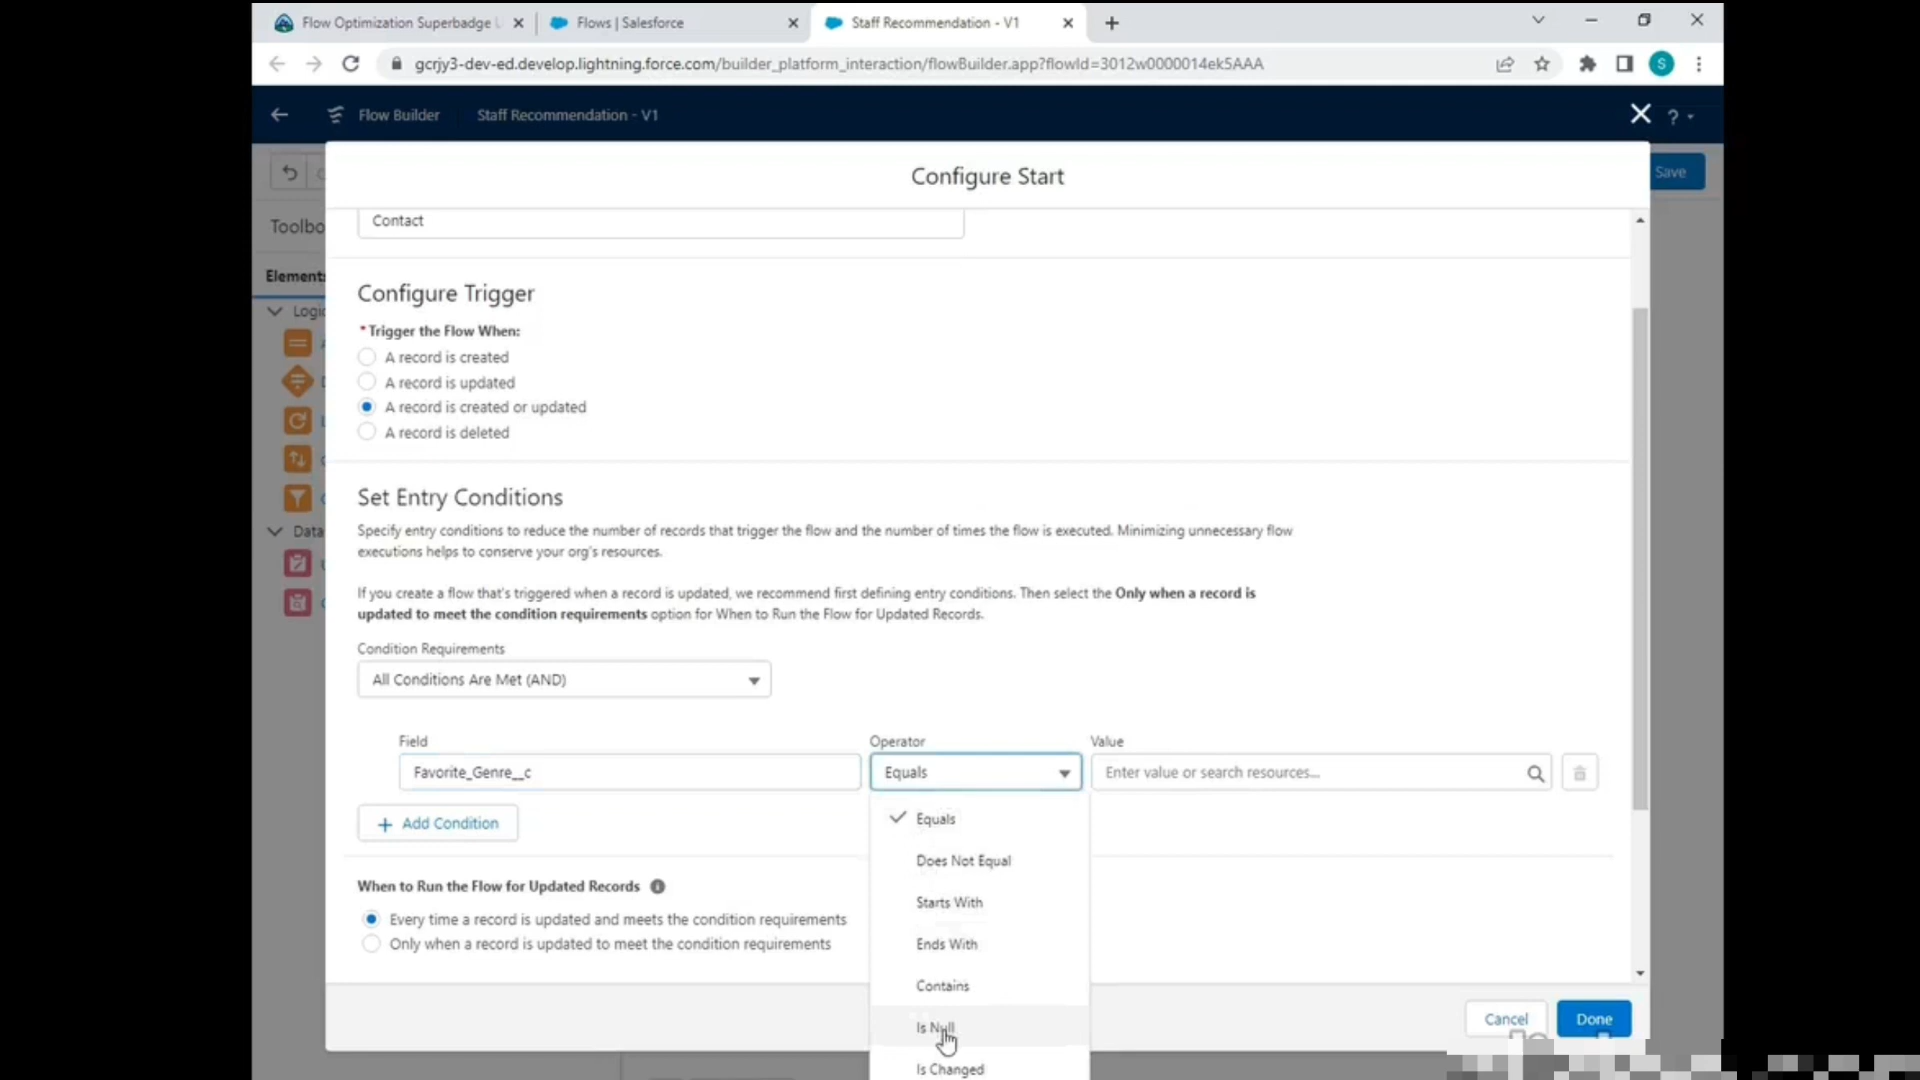 Flow Optimization Superbadge
Flows | Salesforce
Staff Recommendation - V1
gcrjy3-dev-ed.develop.lightning.force.com/builder_platform_interaction/flowBuilder.app?flowId=3012w0000014ek5AAA
S
Flow Builder
Staff Recommendation - V1
?
Save
Configure Start
Toolbo
Contact
Elements
Configure Trigger
Logic
* Trigger the Flow When:
A record is created
A record is updated
A record is created or updated
A record is deleted
Set Entry Conditions
Data
Specify entry conditions to reduce the number of records that trigger the flow and the number of times the flow is executed. Minimizing unnecessary flow
executions helps to conserve your org's resources.
If you create a flow that's triggered when a record is updated, we recommend first defining entry conditions. Then select the Only when a record is
updated to meet the condition requirements option for When to Run the Flow for Updated Records.
Condition Requirements
All Conditions Are Met (AND)
Field
Operator
Value
Favorite_Genre__c
Equals
Enter value or search resources...
+ Add Condition
Equals
Does Not Equal
Starts With
Ends With
Contains
Is Null
Is Changed
When to Run the Flow for Updated Records
Every time a record is updated and meets the condition requirements
Only when a record is updated to meet the condition requirements
Cancel
Done